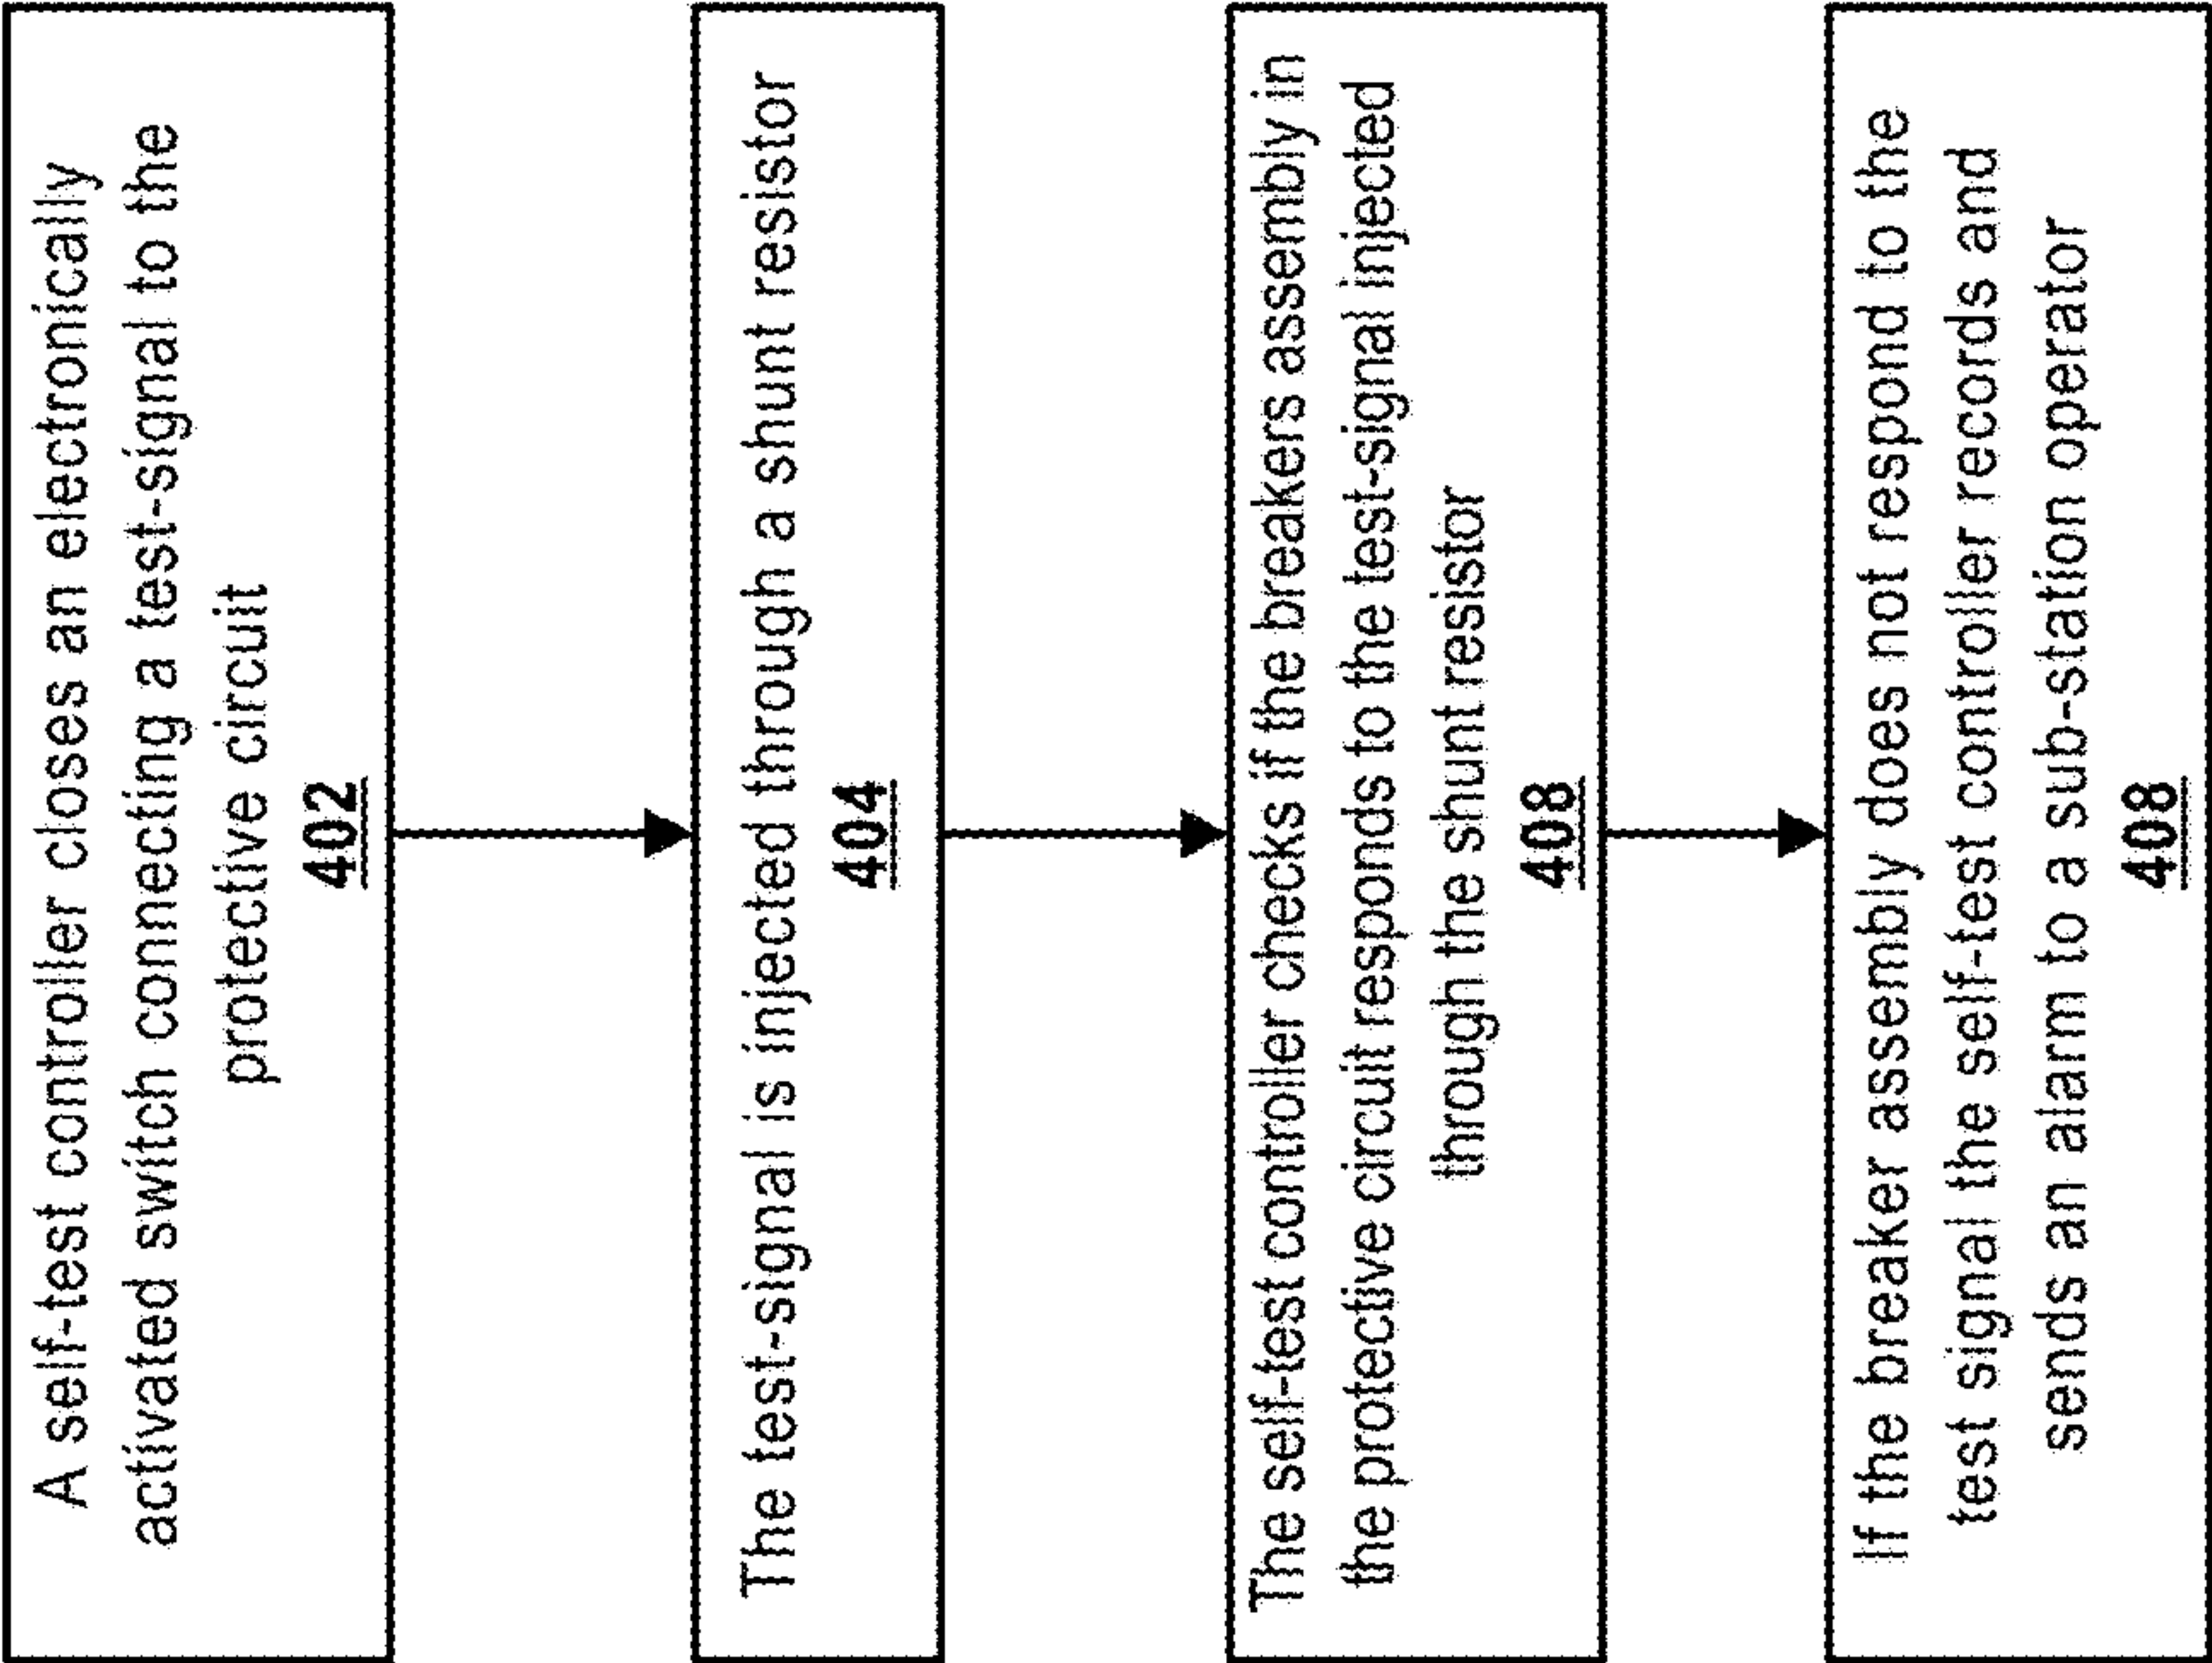 A self-test controller closes an electronically
activated switch connecting a test-signal to the
protective circuit
402
The test-signal is injected through a shunt resistor
404
The self-test controller checks if the breakers assembly in
the protective circuit responds to the test-signal injected
through the shunt resistor
408
If the breaker assembly does not respond to the
test signal the self-test controller records and
sends an alarm to a sub-station operator
408